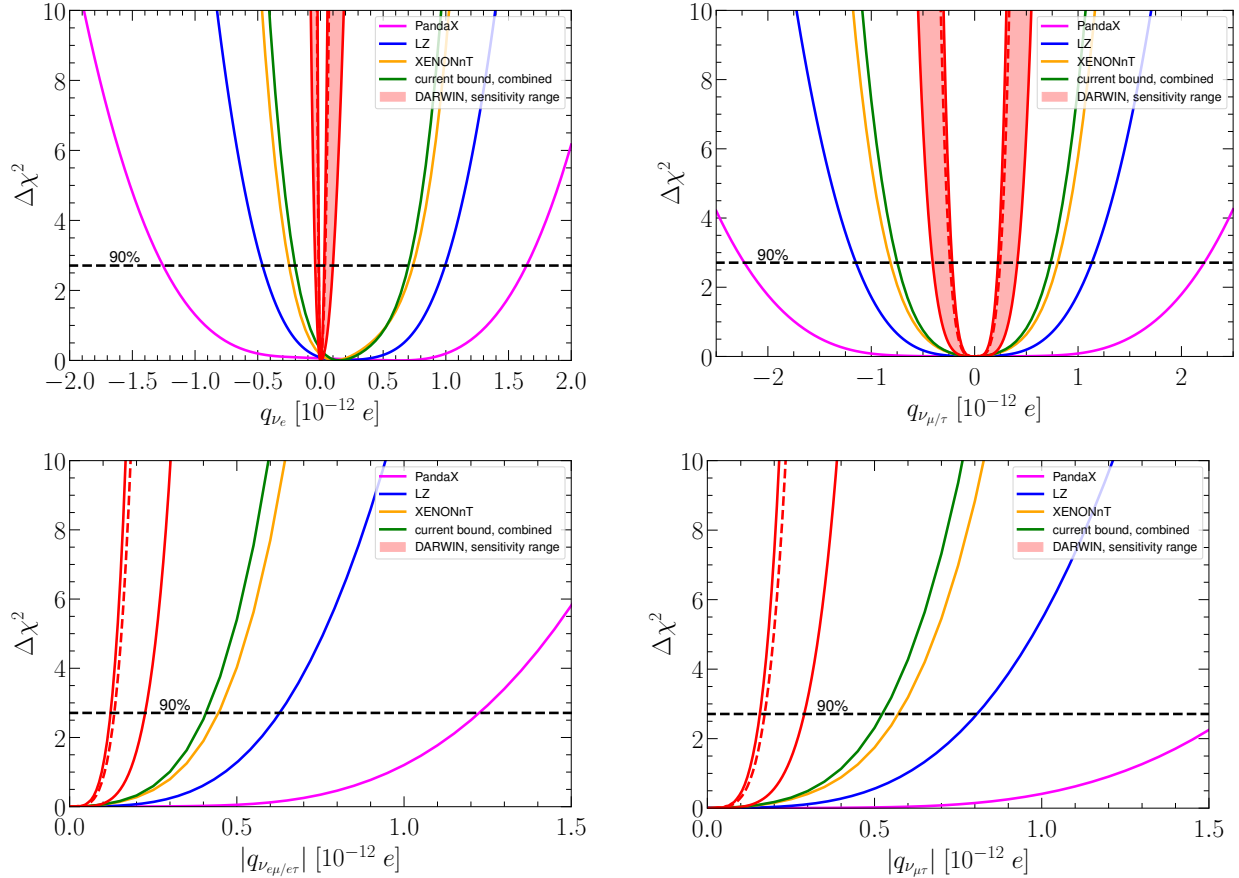 10
8
6
4
2
0
Δχ²
90%
PandaX
LZ
XENONnT
current bound, combined
DARWIN, sensitivity range
−2.0 −1.5 −1.0 −0.5 0.0 0.5 1.0 1.5 2.0
q_{ν_e} [10⁻¹² e]
10
8
6
4
2
0
Δχ²
90%
PandaX
LZ
XENONnT
current bound, combined
DARWIN, sensitivity range
−2 −1 0 1 2
q_{ν_{μ/τ}} [10⁻¹² e]
10
8
6
4
2
0
Δχ²
90%
PandaX
LZ
XENONnT
current bound, combined
DARWIN, sensitivity range
0.0 0.5 1.0 1.5
|q_{ν_{eμ/eτ}}| [10⁻¹² e]
10
8
6
4
2
0
Δχ²
90%
PandaX
LZ
XENONnT
current bound, combined
DARWIN, sensitivity range
0.0 0.5 1.0 1.5
|q_{ν_{μτ}}| [10⁻¹² e]